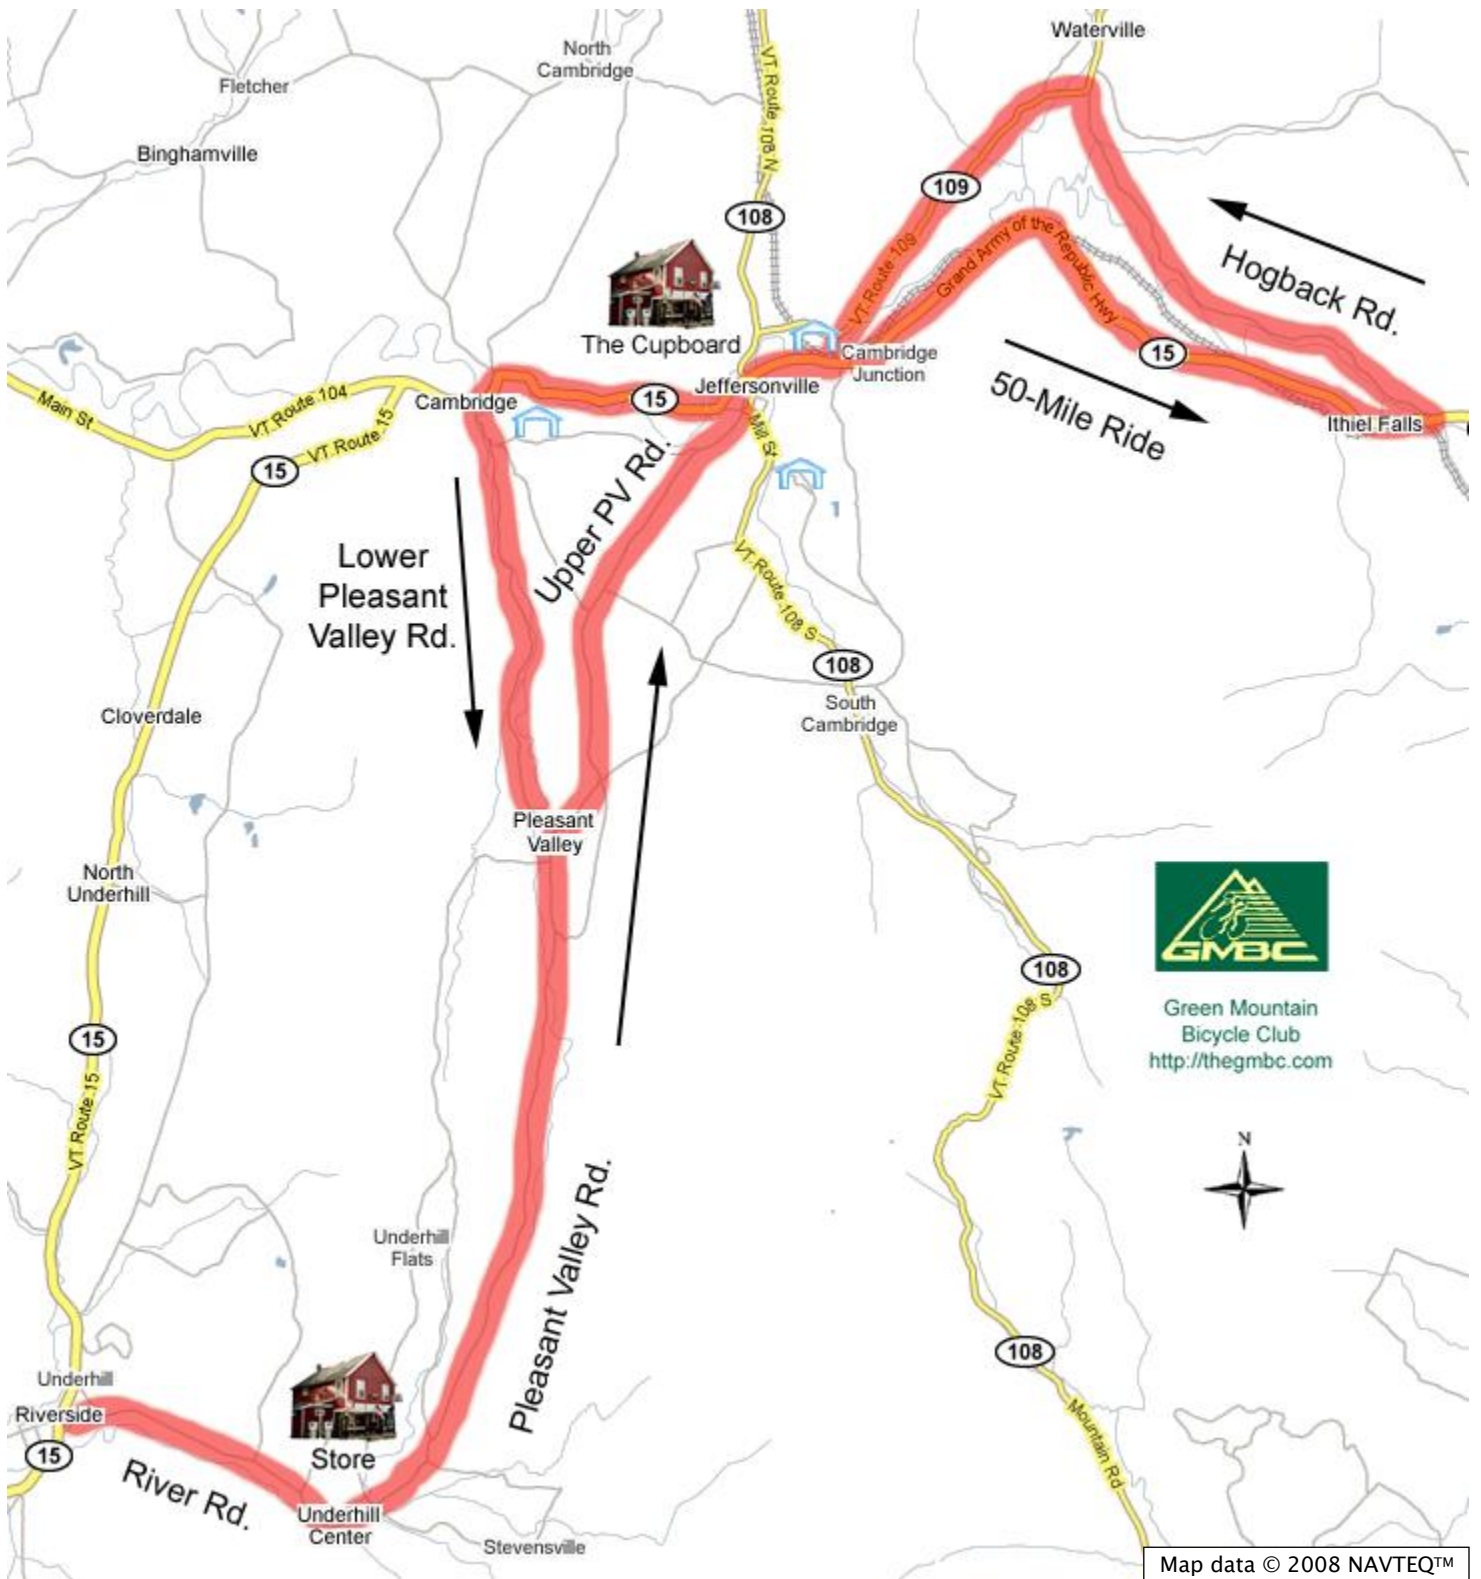 Waterville
North
Cambridge
Fletcher
VT Route 108 N
Binghamville
109
108
VT Route 109
Grand Army of the Republic Hwy
Hogback Rd.
The Cupboard
Cambridge
Junction
15
50-Mile Ride
Jeffersonville
15
Cambridge
Main St
VT Route 104
VT Route 15
15
Ithiel Falls
Mill St
Upper PV Rd.
Lower
Pleasant
Valley Rd.
VT Route 108 S
108
South
Cambridge
Cloverdale
Pleasant
Valley
North
Underhill
GMBC
108
VT Route 108 S
Green Mountain
Bicycle Club
http://thegmbc.com
15
VT Route 15
N
Pleasant Valley Rd.
Underhill
Flats
108
Mountain Rd
Underhill
Riverside
15
Store
River Rd.
Underhill
Center
Stevensville
Map data © 2008 NAVTEQ™